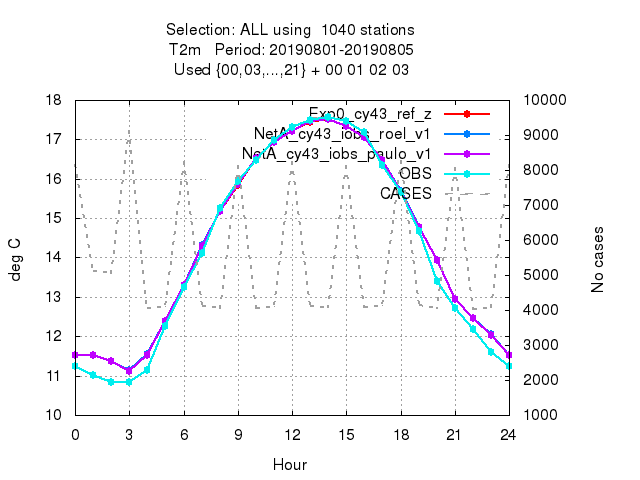 Selection: ALL using 1040 stations
T2m Period: 20190801-20190805
Used {00,03,...,21} + 00 01 02 03
Exp0_cy43_ref_z
NetA_cy43_iobs_roel_v1
NetA_cy43_iobs_paulo_v1
OBS
CASES
18
17
16
15
14
13
12
11
10
deg C
10000
9000
8000
7000
6000
5000
4000
3000
2000
1000
No cases
0 3 6 9 12 15 18 21 24
Hour